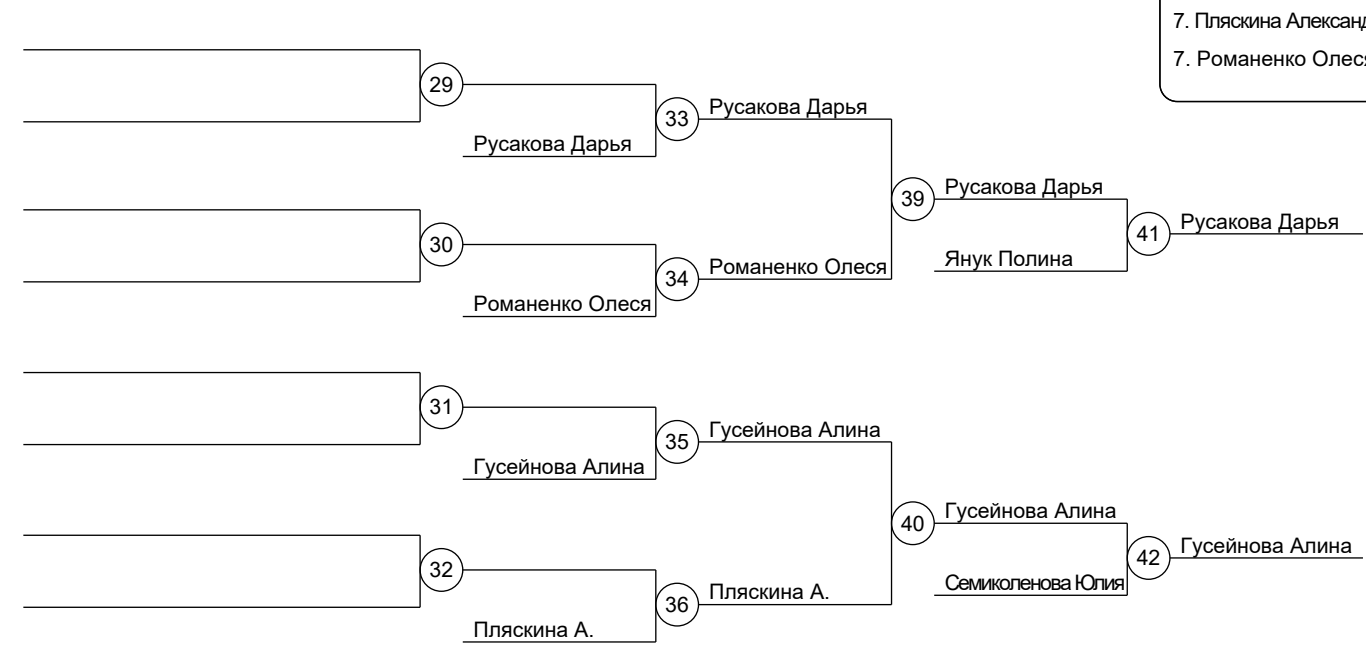 7. Пляскина Александ
7. Романенко Олеся
29
33
Русакова Дарья
Русакова Дарья
39
Русакова Дарья
41
Русакова Дарья
30
34
Романенко Олеся
Янук Полина
Романенко Олеся
31
35
Гусейнова Алина
Гусейнова Алина
40
Гусейнова Алина
42
Гусейнова Алина
32
36
Пляскина А.
Семиколенова Юлия
Пляскина А.